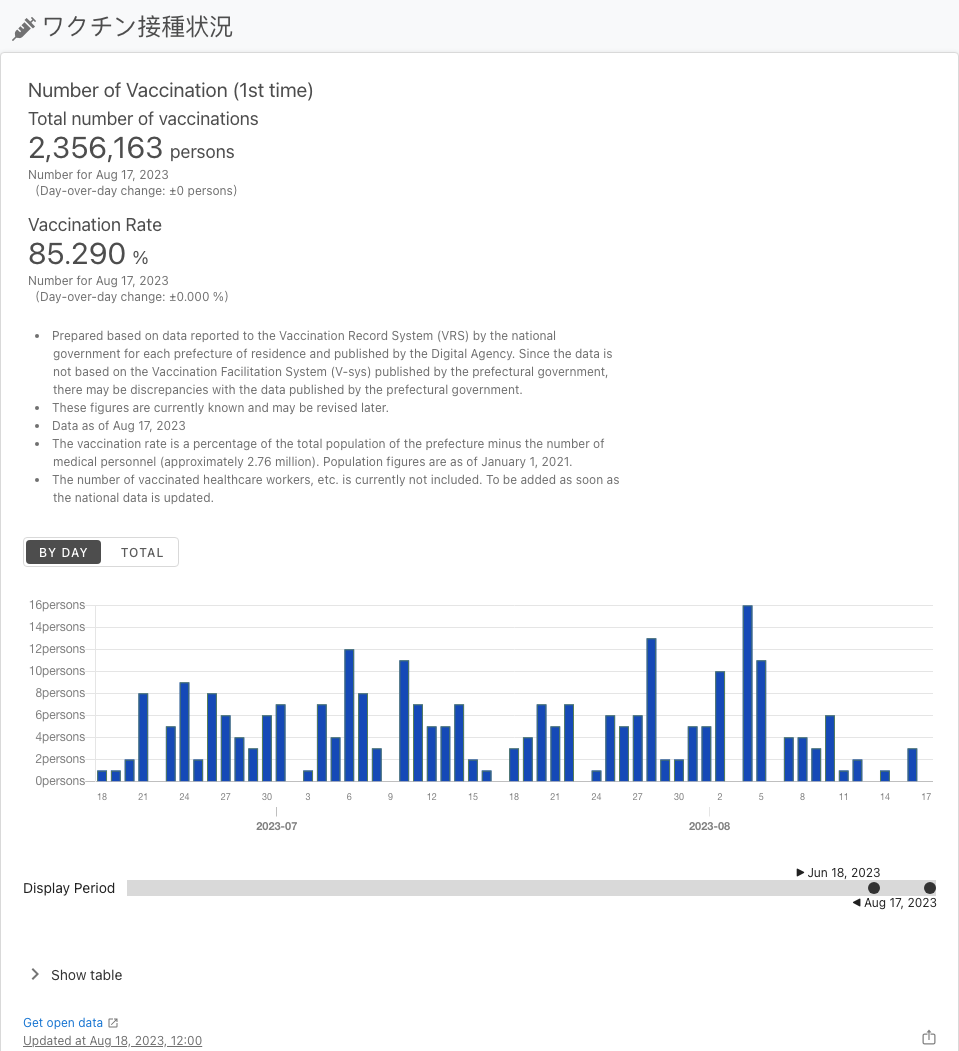 ワクチン接種状況
Number of Vaccination (1st time)
Total number of vaccinations
2,356,163 persons
Number for Aug 17, 2023
(Day-over-day change: ±0 persons)
Vaccination Rate
85.290 %
Number for Aug 17, 2023
(Day-over-day change: ±0.000 %)
• Prepared based on data reported to the Vaccination Record System (VRS) by the national
government for each prefecture of residence and published by the Digital Agency. Since the data is
not based on the Vaccination Facilitation System (V-sys) published by the prefectural government,
there may be discrepancies with the data published by the prefectural government.
• These figures are currently known and may be revised later.
• Data as of Aug 17, 2023
• The vaccination rate is a percentage of the total population of the prefecture minus the number of
medical personnel (approximately 2.76 million). Population figures are as of January 1, 2021.
• The number of vaccinated healthcare workers, etc. is currently not included. To be added as soon as
the national data is updated.
BY DAY TOTAL
16persons
14persons
12persons
10persons
8persons
6persons
4persons
2persons
0persons
18 21 24 27 30 3 6 9 12 15 18 21 24 27 30 2 5 8 11 14 17
2023-07 2023-08
Jun 18, 2023
Display Period
Aug 17, 2023
Show table
Get open data
Updated at Aug 18, 2023, 12:00